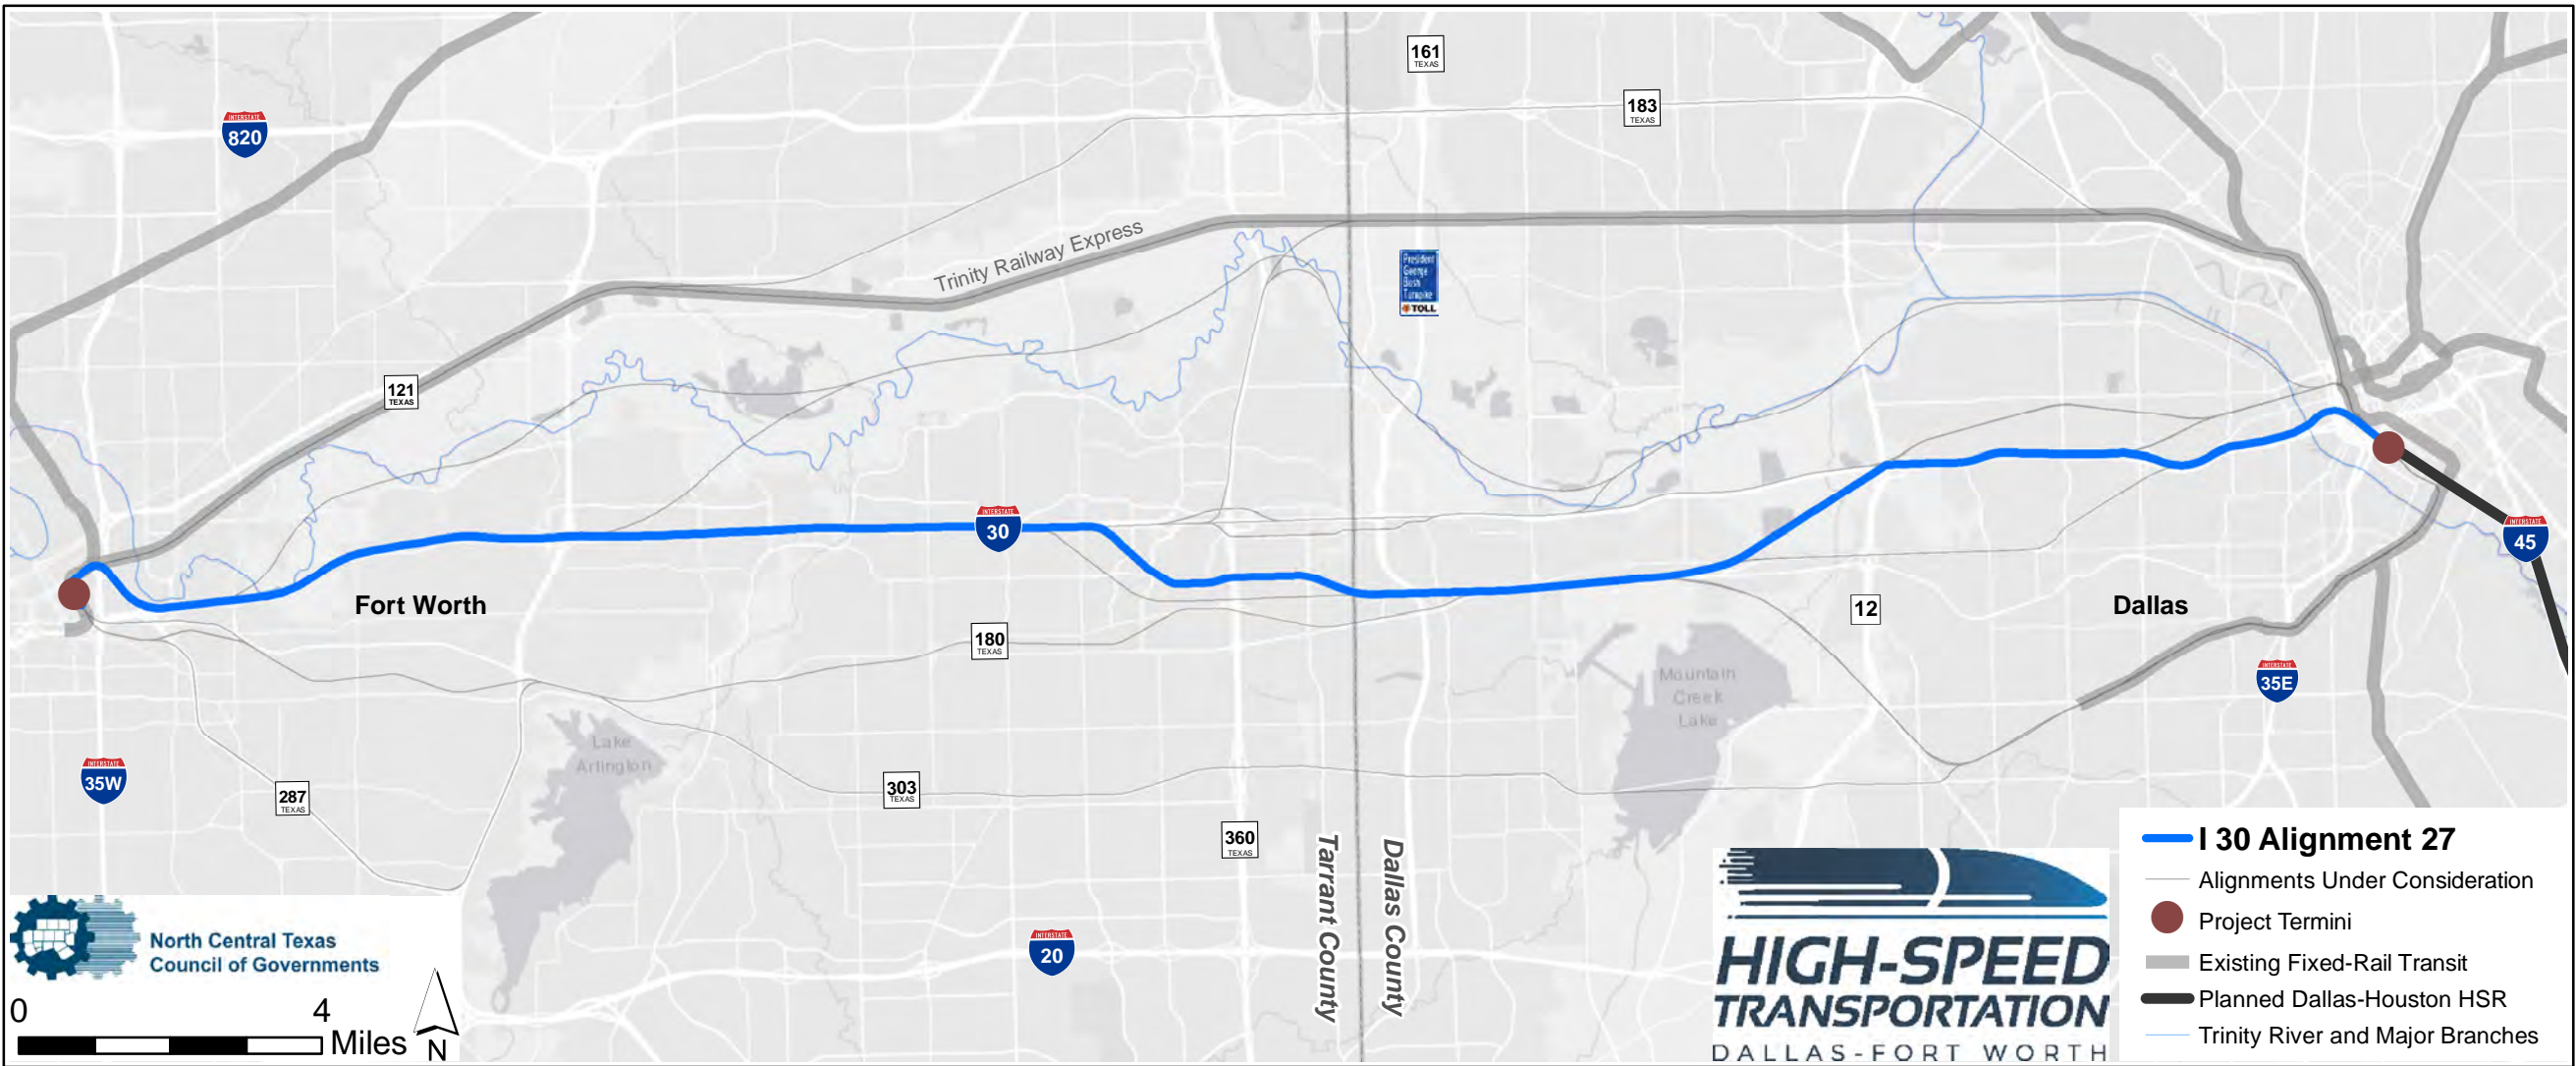 161
TEXAS
183
TEXAS
INTERSTATE
820
Trinity Railway Express
President
George
Bush
Turnpike
TOLL
121
TEXAS
INTERSTATE
30
INTERSTATE
45
Fort Worth
12
Dallas
180
TEXAS
Mountain
Creek
Lake
INTERSTATE
35E
Lake
Arlington
INTERSTATE
35W
287
TEXAS
303
TEXAS
360
TEXAS
Tarrant County
Dallas County
INTERSTATE
20
North Central Texas
Council of Governments
0 4
Miles
N
HIGH-SPEED
TRANSPORTATION
DALLAS-FORT WORTH
I 30 Alignment 27
Alignments Under Consideration
Project Termini
Existing Fixed-Rail Transit
Planned Dallas-Houston HSR
Trinity River and Major Branches